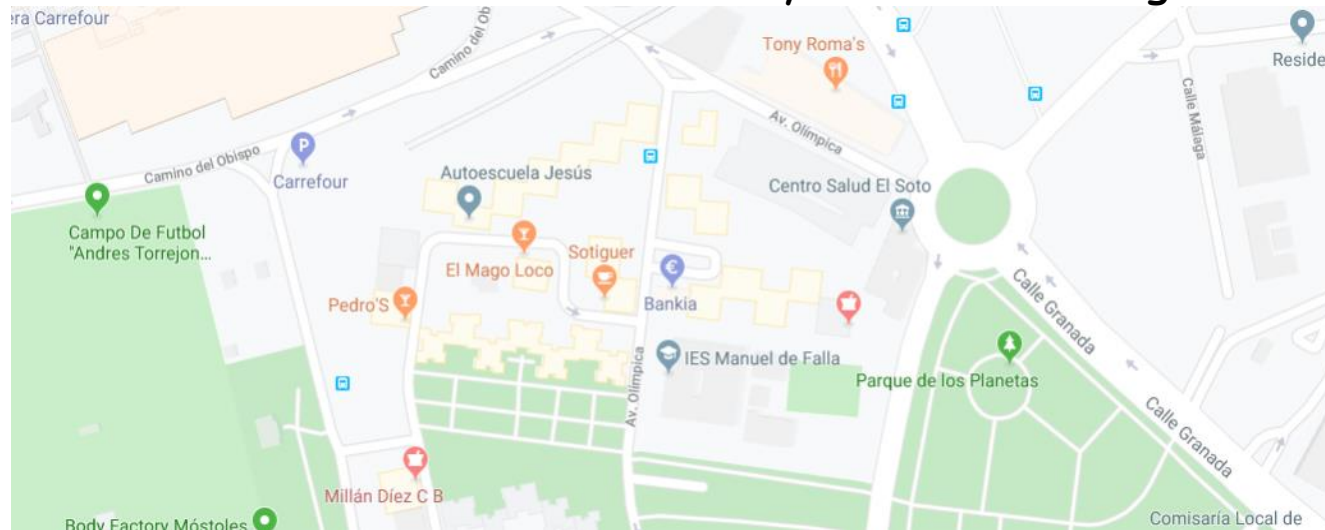 era Carrefour
Camino del Obispo
Tony Roma's
Reside
Calle Málaga
Av. Olímpica
Camino del Obispo
Carrefour
Autoescuela Jesús
Centro Salud El Soto
Campo De Futbol
"Andres Torrejon...
El Mago Loco
Sotiguer
Bankia
Pedro'S
Calle Granada
IES Manuel de Falla
Parque de los Planetas
Av. Olímpica
Calle Granada
Millán Díez C B
Body Factory Móstoles
Comisaría Local de